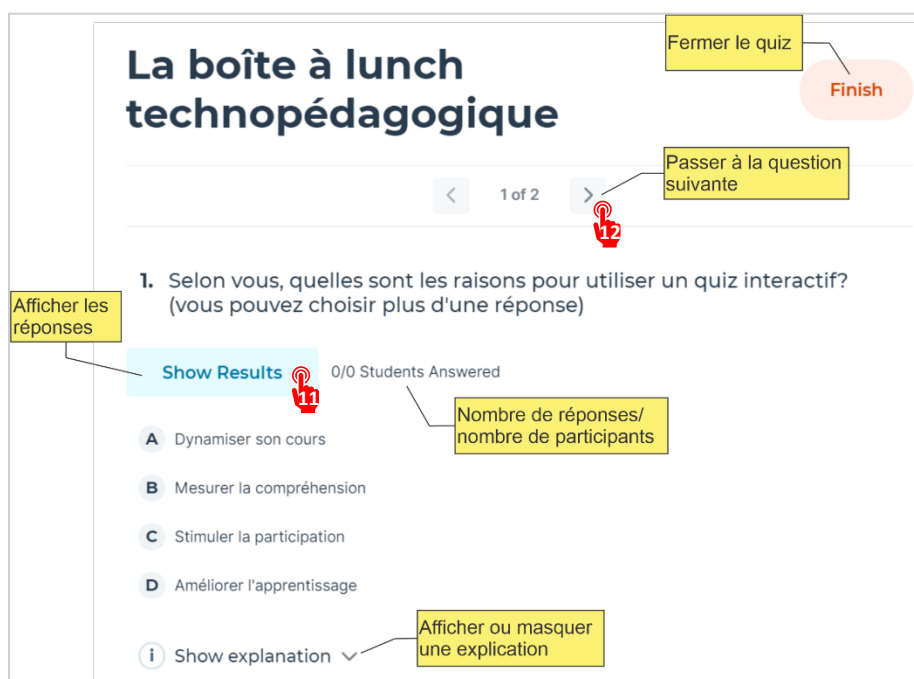 Fermer le quiz
La boîte à lunch
technopédagogique
Finish
Passer à la question
suivante
1 of 2
12
1. Selon vous, quelles sont les raisons pour utiliser un quiz interactif?
(vous pouvez choisir plus d'une réponse)
Afficher les
réponses
Show Results
11
0/0 Students Answered
Nombre de réponses/
nombre de participants
A Dynamiser son cours
B Mesurer la compréhension
C Stimuler la participation
D Améliorer l'apprentissage
Afficher ou masquer
une explication
i Show explanation